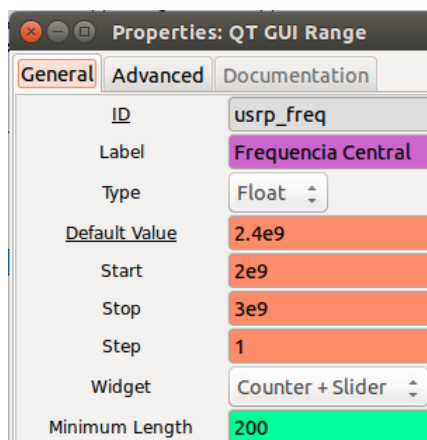 Properties: QT GUI Range
General Advanced Documentation
ID usrp_freq
Label Frequencia Central
Type Float
Default Value 2.4e9
Start 2e9
Stop 3e9
Step 1
Widget Counter + Slider
Minimum Length 200